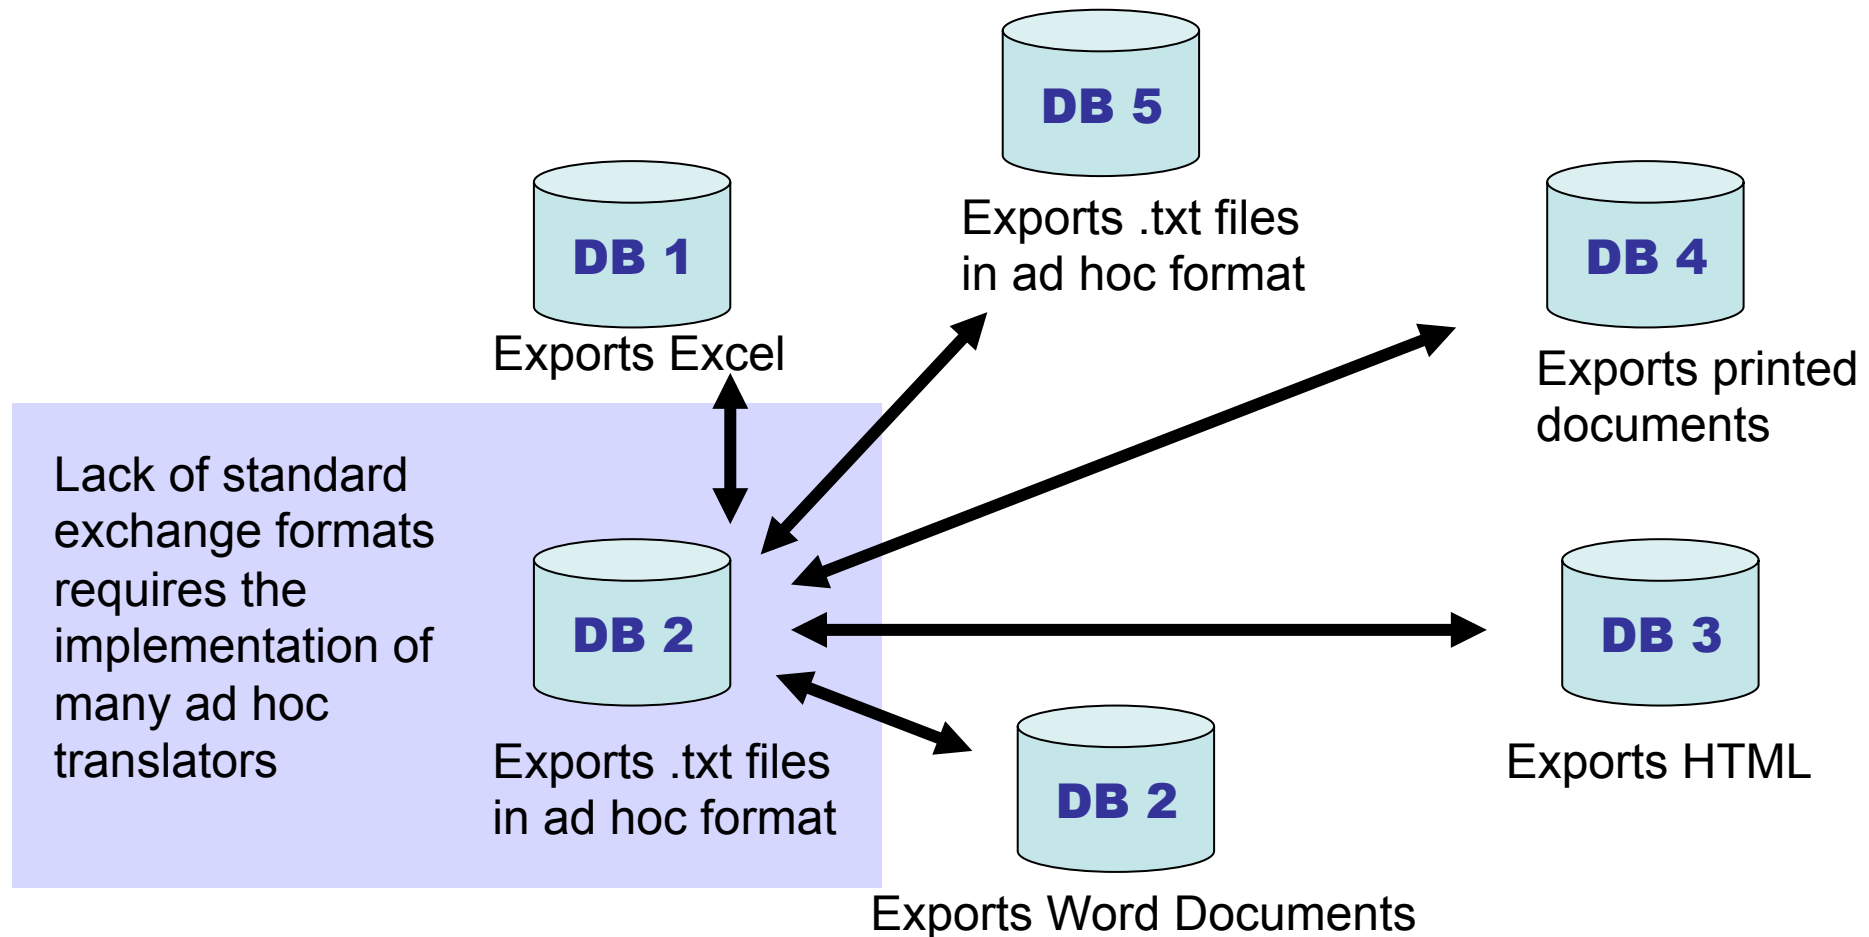 DB 5
Exports .txt files
in ad hoc format
DB 1
Exports Excel
DB 4
Exports printed
documents
Lack of standard
exchange formats
requires the
implementation of
many ad hoc
translators
DB 2
Exports .txt files
in ad hoc format
DB 3
Exports HTML
DB 2
Exports Word Documents